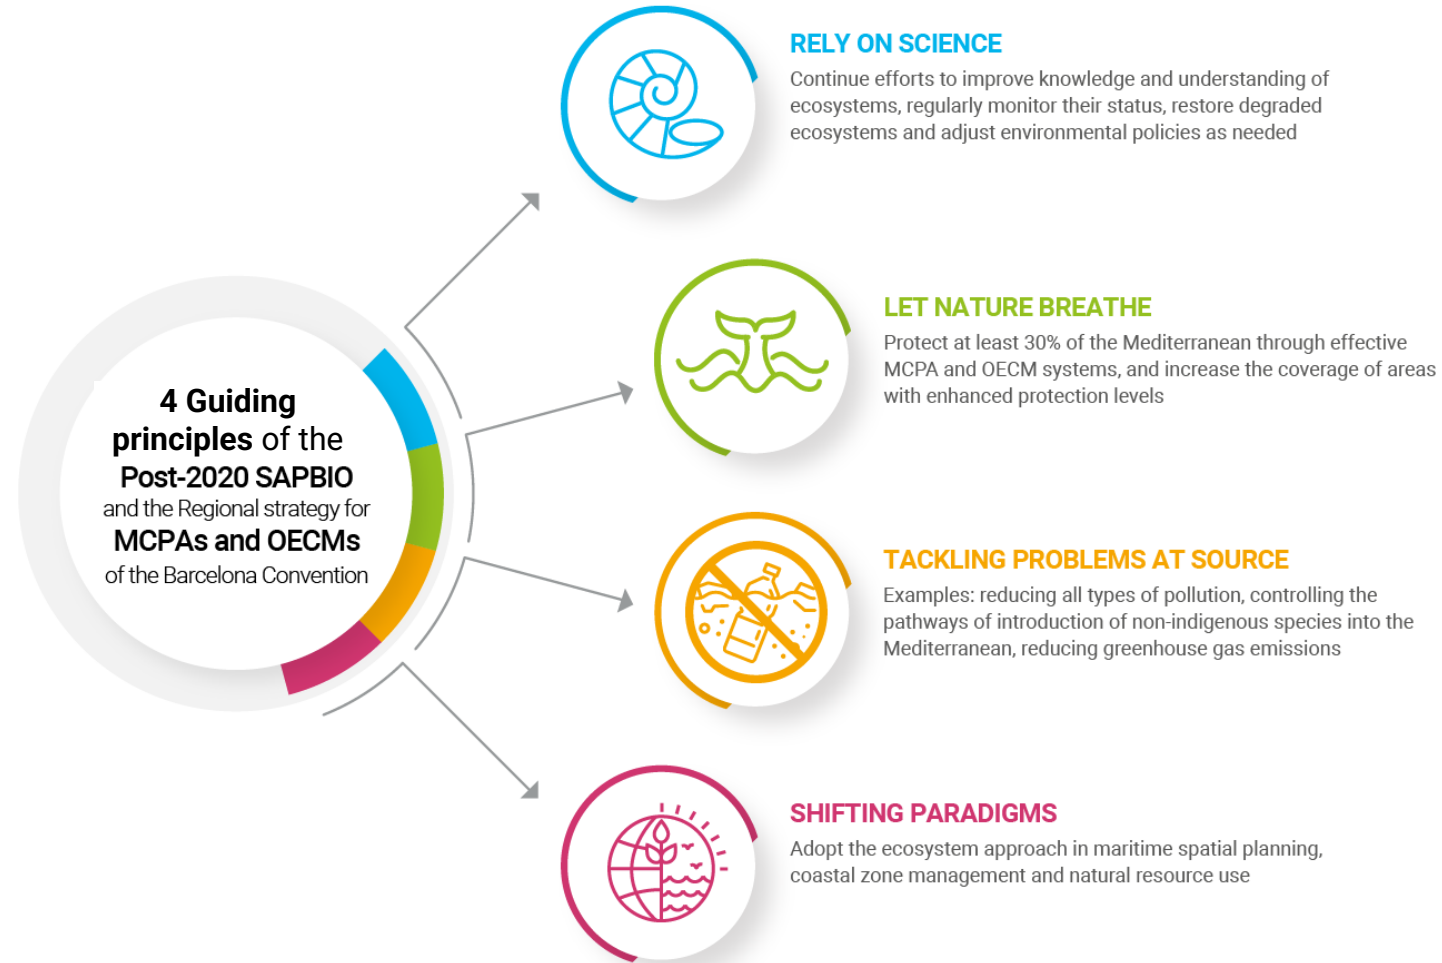 4 Guiding
principles of the
Post-2020 SAPBIO
and the Regional strategy for
MCPAs and OECMs
of the Barcelona Convention
RELY ON SCIENCE
Continue efforts to improve knowledge and understanding of
ecosystems, regularly monitor their status, restore degraded
ecosystems and adjust environmental policies as needed
LET NATURE BREATHE
Protect at least 30% of the Mediterranean through effective
MCPA and OECM systems, and increase the coverage of areas
with enhanced protection levels
TACKLING PROBLEMS AT SOURCE
Examples: reducing all types of pollution, controlling the
pathways of introduction of non-indigenous species into the
Mediterranean, reducing greenhouse gas emissions
SHIFTING PARADIGMS
Adopt the ecosystem approach in maritime spatial planning,
coastal zone management and natural resource use